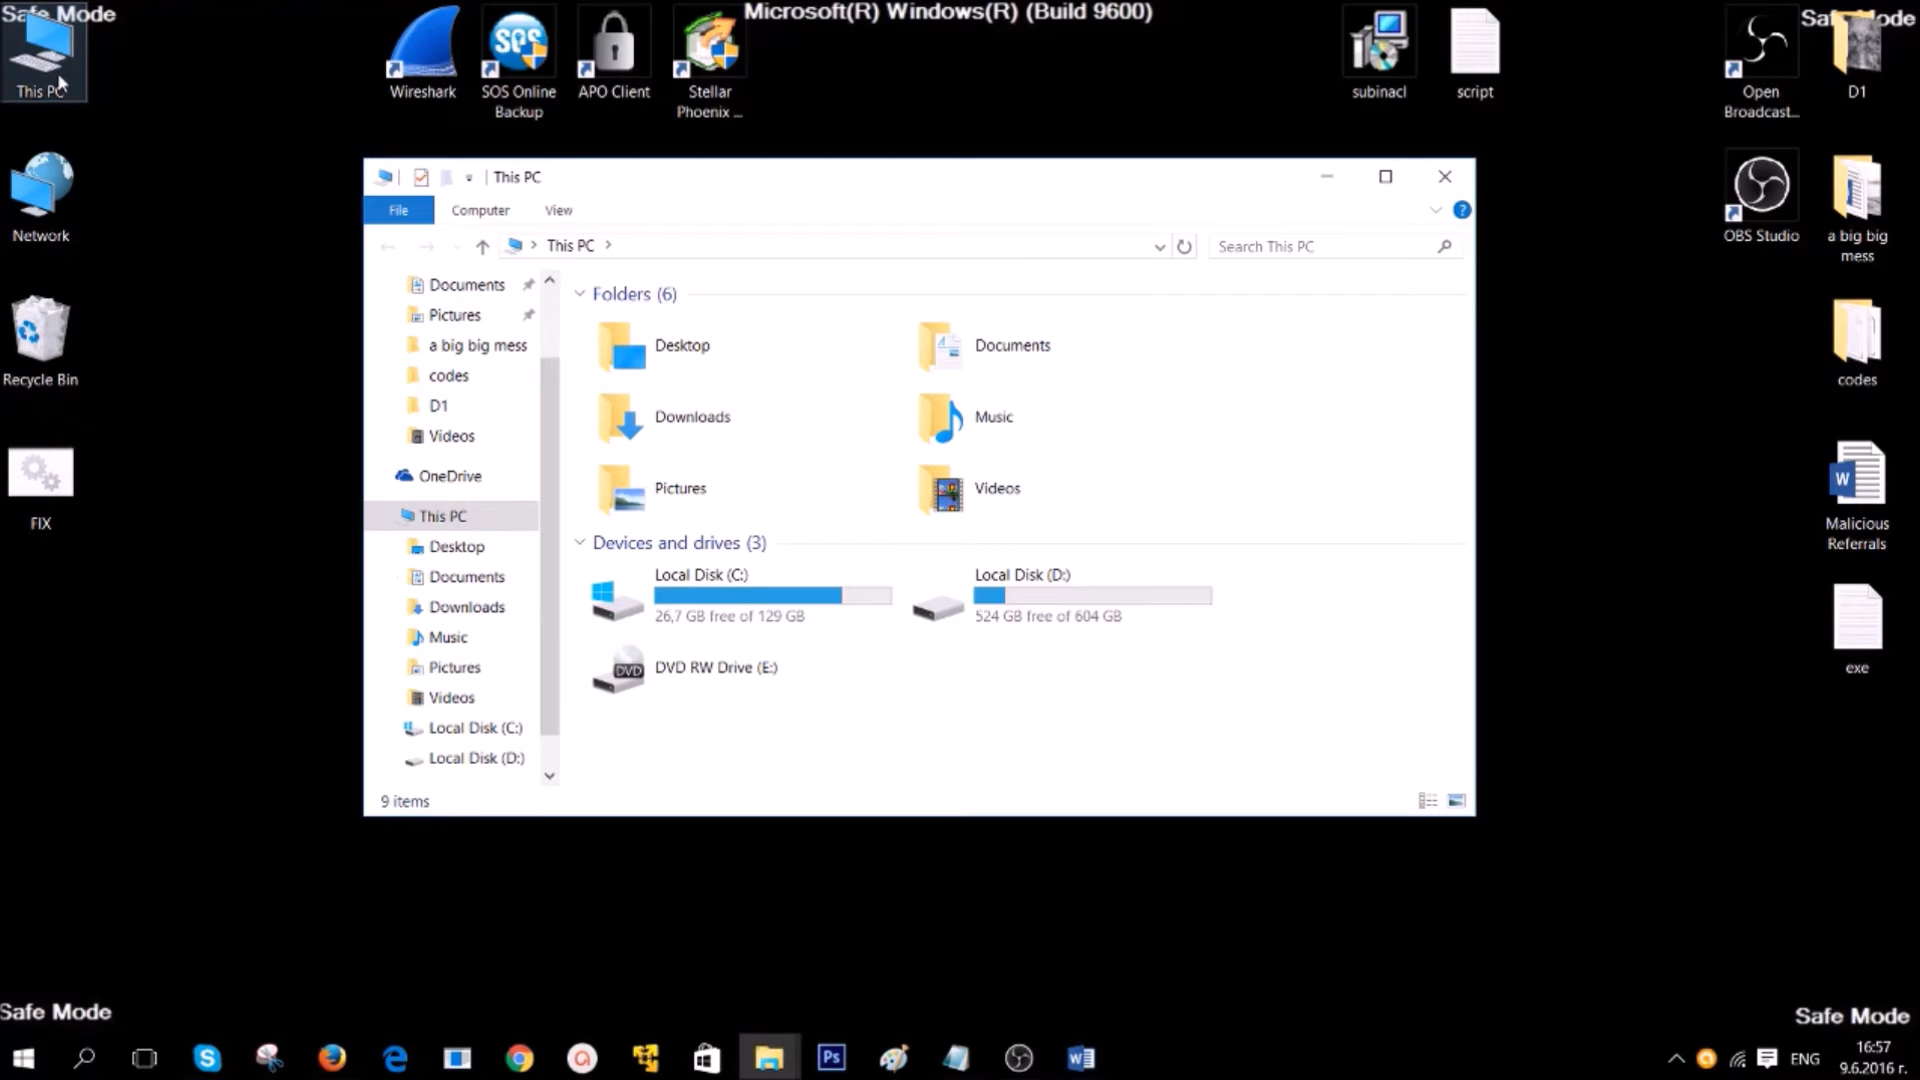 Safe Mode
Microsoft(R) Windows(R) (Build 9600)
Safe Mode
This PC
Wireshark
SOS Online
Backup
APO Client
Stellar
Phoenix ...
subinacl
script
Open
Broadcast...
D1
Network
OBS Studio
a big big
mess
Recycle Bin
codes
FIX
W
Malicious
Referrals
exe
This PC
File
Computer
View
?
This PC
Search This PC
Documents
Pictures
a big big mess
codes
D1
Videos
OneDrive
This PC
Desktop
Documents
Downloads
Music
Pictures
Videos
Local Disk (C:)
Local Disk (D:)
Folders (6)
Desktop
Documents
Downloads
Music
Pictures
Videos
Devices and drives (3)
Local Disk (C:)
26,7 GB free of 129 GB
Local Disk (D:)
524 GB free of 604 GB
DVD
DVD RW Drive (E:)
9 items
Safe Mode
Safe Mode
S
Ps
W
ENG
16:57
9.6.2016 г.